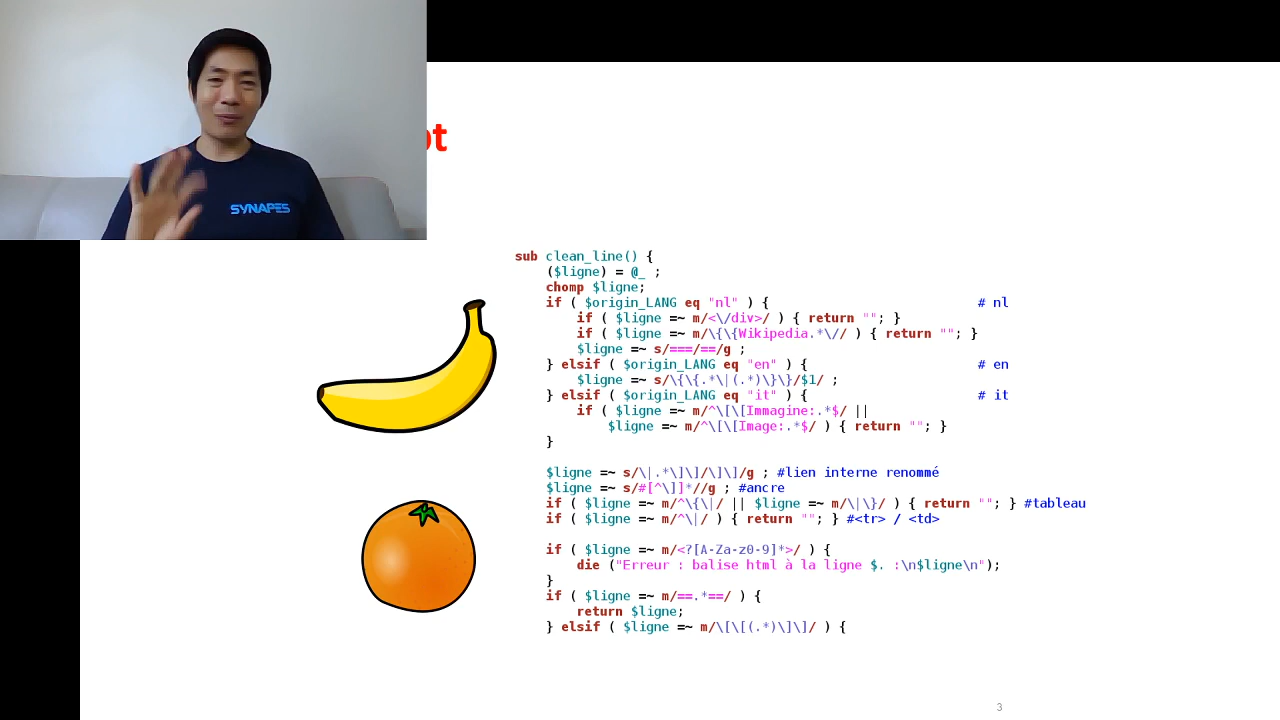 SYNAPES
sub clean_line() {
($ligne) = @_ ;
chomp $ligne;
if ( $origin_LANG eq "nl" ) { # nl
if ( $ligne =~ m/<\/div>/ ) { return ""; }
if ( $ligne =~ m/\{\{Wikipedia.*\// ) { return ""; }
$ligne =~ s/===/==/g ;
} elsif ( $origin_LANG eq "en" ) { # en
$ligne =~ s/\{\{.*\|(.*)\}\}/$1/ ;
} elsif ( $origin_LANG eq "it" ) { # it
if ( $ligne =~ m/^\[\[Immagine:.*$/ ||
$ligne =~ m/^\[\[Image:.*$/ ) { return ""; }
}
$ligne =~ s/\|.*\]\]/\]\]/g ; #lien interne renommé
$ligne =~ s/#[^\]]*//g ; #ancre
if ( $ligne =~ m/^\{\|/ || $ligne =~ m/\|\}/ ) { return ""; } #tableau
if ( $ligne =~ m/^\|/ ) { return ""; } #<tr> / <td>
if ( $ligne =~ m/<?[A-Za-z0-9]*>/ ) {
die ("Erreur : balise html à la ligne $. :\n$ligne\n");
}
if ( $ligne =~ m/==.*==/ ) {
return $ligne;
} elsif ( $ligne =~ m/\[\[(.*)\]\]/ ) {
3